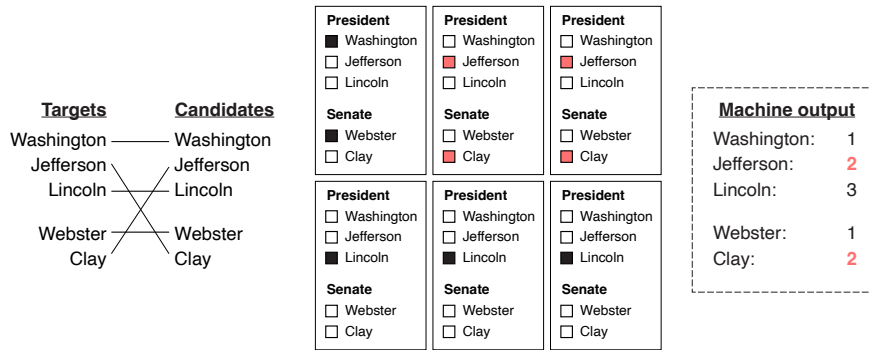 Targets
Candidates
Washington
Washington
Jefferson
Jefferson
Lincoln
Lincoln
Webster
Webster
Clay
Clay
President
Washington
Jefferson
Lincoln
Senate
Webster
Clay
President
Washington
Jefferson
Lincoln
Senate
Webster
Clay
President
Washington
Jefferson
Lincoln
Senate
Webster
Clay
President
Washington
Jefferson
Lincoln
Senate
Webster
Clay
President
Washington
Jefferson
Lincoln
Senate
Webster
Clay
President
Washington
Jefferson
Lincoln
Senate
Webster
Clay
Machine output
Washington: 1
Jefferson: 2
Lincoln: 3
Webster: 1
Clay: 2